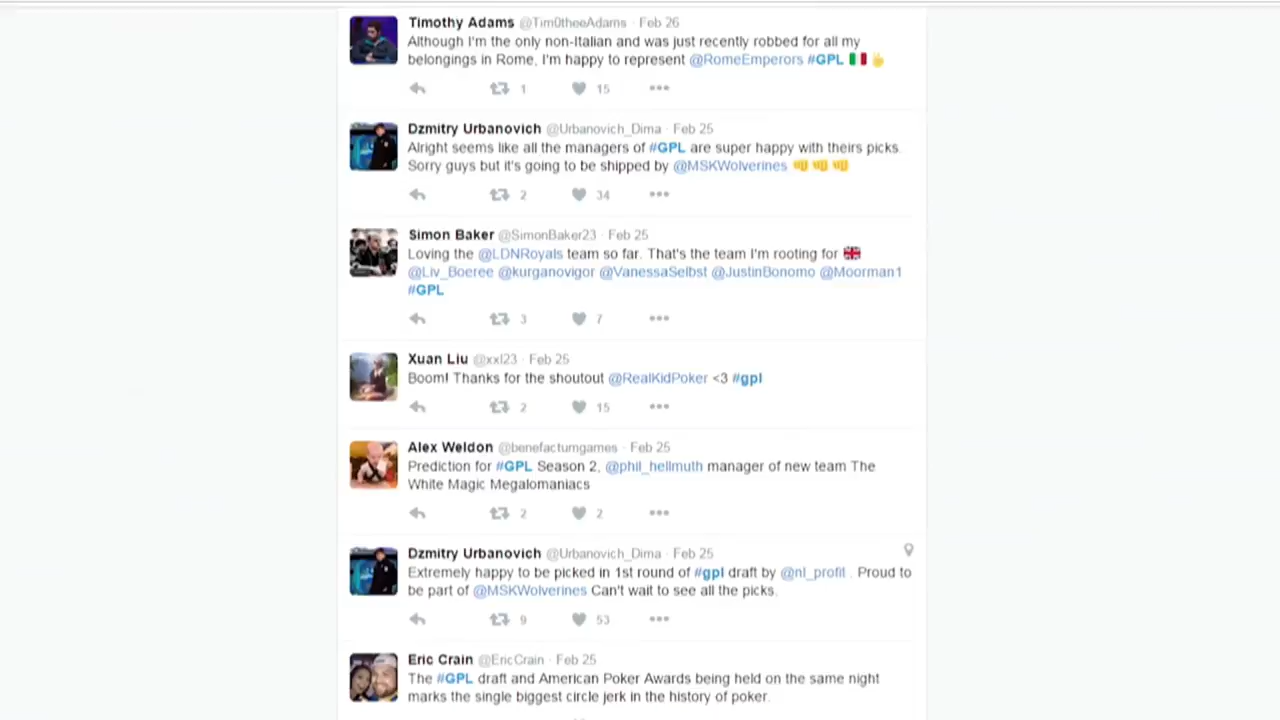 Timothy Adams @Tim0theeAdams · Feb 26
Although I'm the only non-Italian and was just recently robbed for all my
belongings in Rome, I'm happy to represent @RomeEmperors #GPL 🇮🇹✌
1 15 •••
Dzmitry Urbanovich @Urbanovich_Dima · Feb 25
Alright seems like all the managers of #GPL are super happy with theirs picks.
Sorry guys but it's going to be shipped by @MSKWolverines 👊👊👊
2 34 •••
Simon Baker @SimonBaker23 · Feb 25
Loving the @LDNRoyals team so far. That's the team I'm rooting for 🇬🇧
@Liv_Boeree @kurganovigor @VanessaSelbst @JustinBonomo @Moorman1
#GPL
3 7 •••
Xuan Liu @xxl23 · Feb 25
Boom! Thanks for the shoutout @RealKidPoker <3 #gpl
2 15 •••
Alex Weldon @benefactumgames · Feb 25
Prediction for #GPL Season 2, @phil_hellmuth manager of new team The
White Magic Megalomaniacs
2 2 •••
Dzmitry Urbanovich @Urbanovich_Dima · Feb 25
Extremely happy to be picked in 1st round of #gpl draft by @nl_profit . Proud to
be part of @MSKWolverines Can't wait to see all the picks.
9 53 •••
Eric Crain @EricCrain · Feb 25
The #GPL draft and American Poker Awards being held on the same night
marks the single biggest circle jerk in the history of poker.